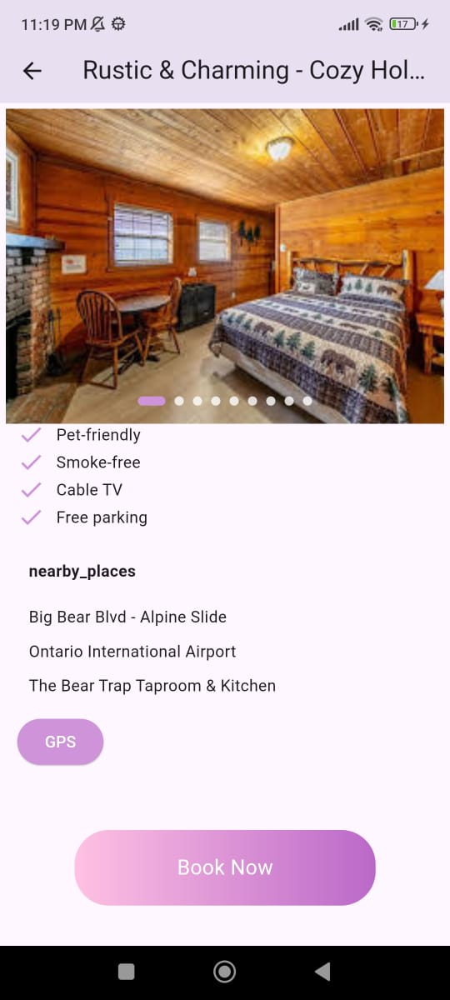 11:19 PM
17
Rustic & Charming - Cozy Hol...
Pet-friendly
Smoke-free
Cable TV
Free parking
nearby_places
Big Bear Blvd - Alpine Slide
Ontario International Airport
The Bear Trap Taproom & Kitchen
GPS
Book Now